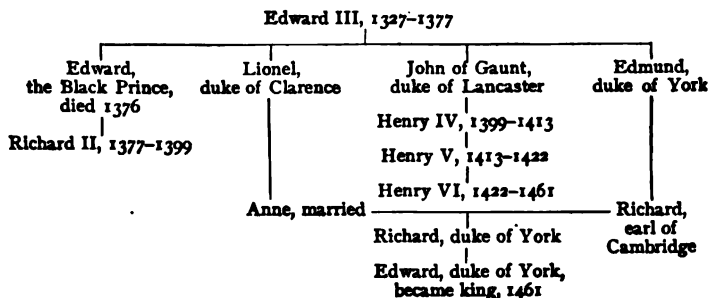 Edward III, 1327–1377
Edward,
the Black Prince,
died 1376
Richard II, 1377–1399
Lionel,
duke of Clarence
John of Gaunt,
duke of Lancaster
Henry IV, 1399–1413
Henry V, 1413–1422
Henry VI, 1422–1461
Edmund,
duke of York
Anne, married
Richard,
earl of
Cambridge
Richard, duke of York
Edward, duke of York,
became king, 1461